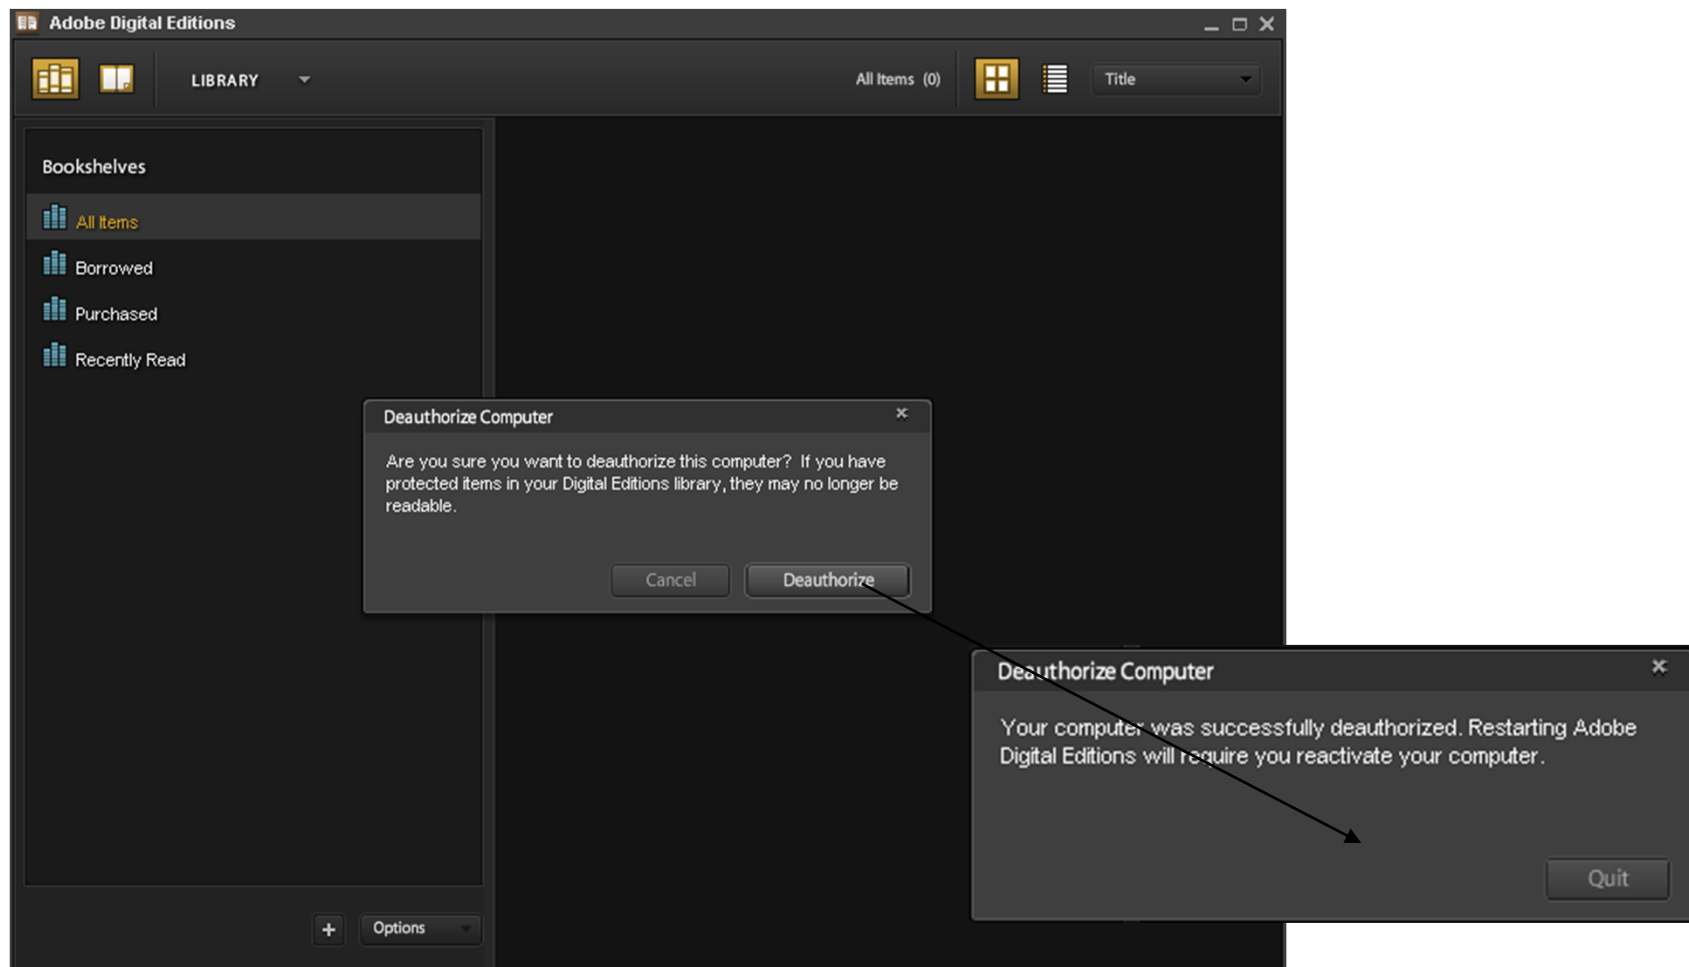 Adobe Digital Editions
LIBRARY
All Items (0)
Title
Bookshelves
All Items
Borrowed
Purchased
Recently Read
Deauthorize Computer
Are you sure you want to deauthorize this computer? If you have
protected items in your Digital Editions library, they may no longer be
readable.
Cancel
Deauthorize
Deauthorize Computer
Your computer was successfully deauthorized. Restarting Adobe
Digital Editions will require you reactivate your computer.
Quit
+
Options